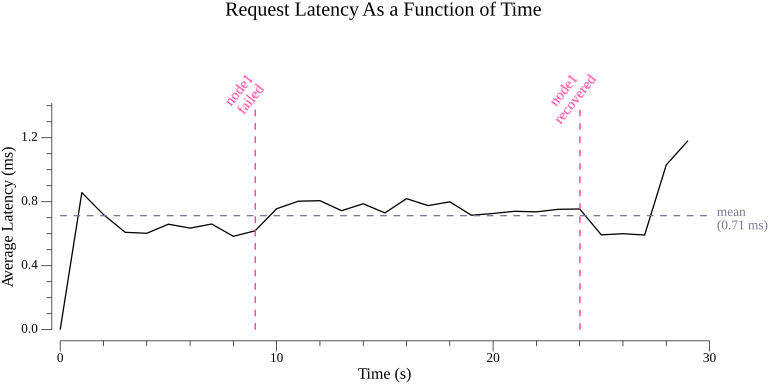 Request Latency As a Function of Time
node1
failed
node1
recovered
1.2
0.8
0.4
0.0
Average Latency (ms)
mean
(0.71 ms)
0
10
20
30
Time (s)